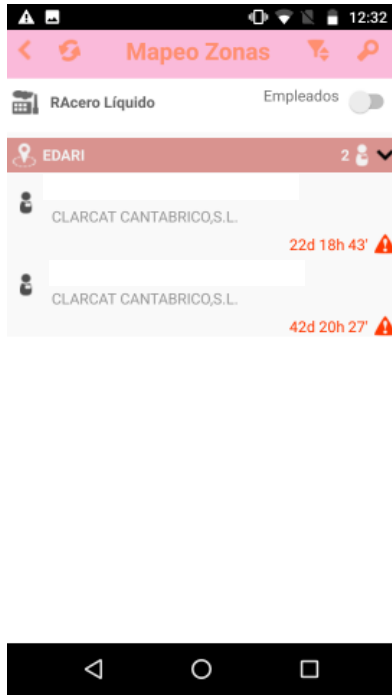 12:32
Mapeo Zonas
RAcero Líquido
Empleados
EDARI
2
CLARCAT CANTABRICO,S.L.
22d 18h 43'
CLARCAT CANTABRICO,S.L.
42d 20h 27'